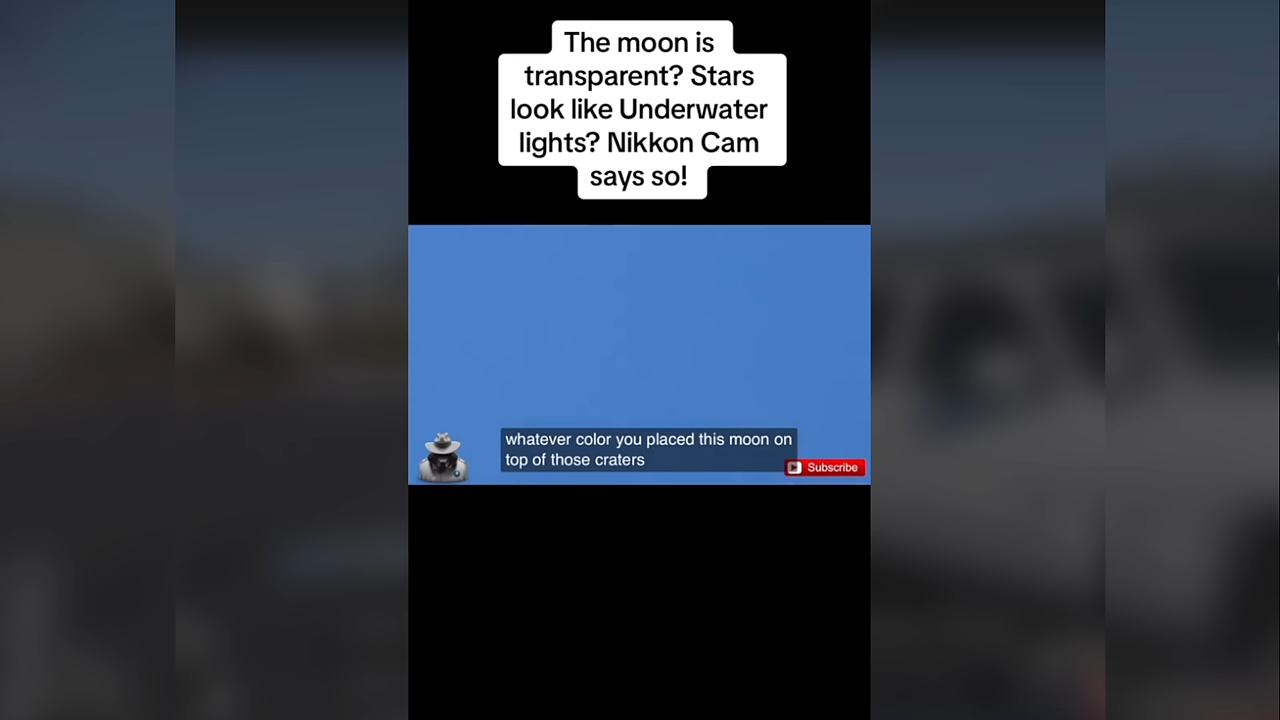 The moon is
transparent? Stars
look like Underwater
lights? Nikkon Cam
says so!
whatever color you placed this moon on
top of those craters
Subscribe